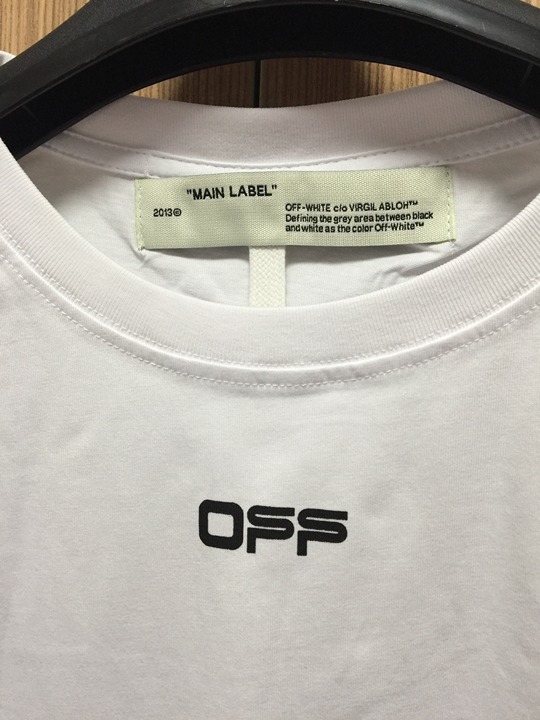 "MAIN LABEL"
2013©
OFF-WHITE c/o VIRGIL ABLOH™
Defining the grey area between black
and white as the color Off-White™
OFF